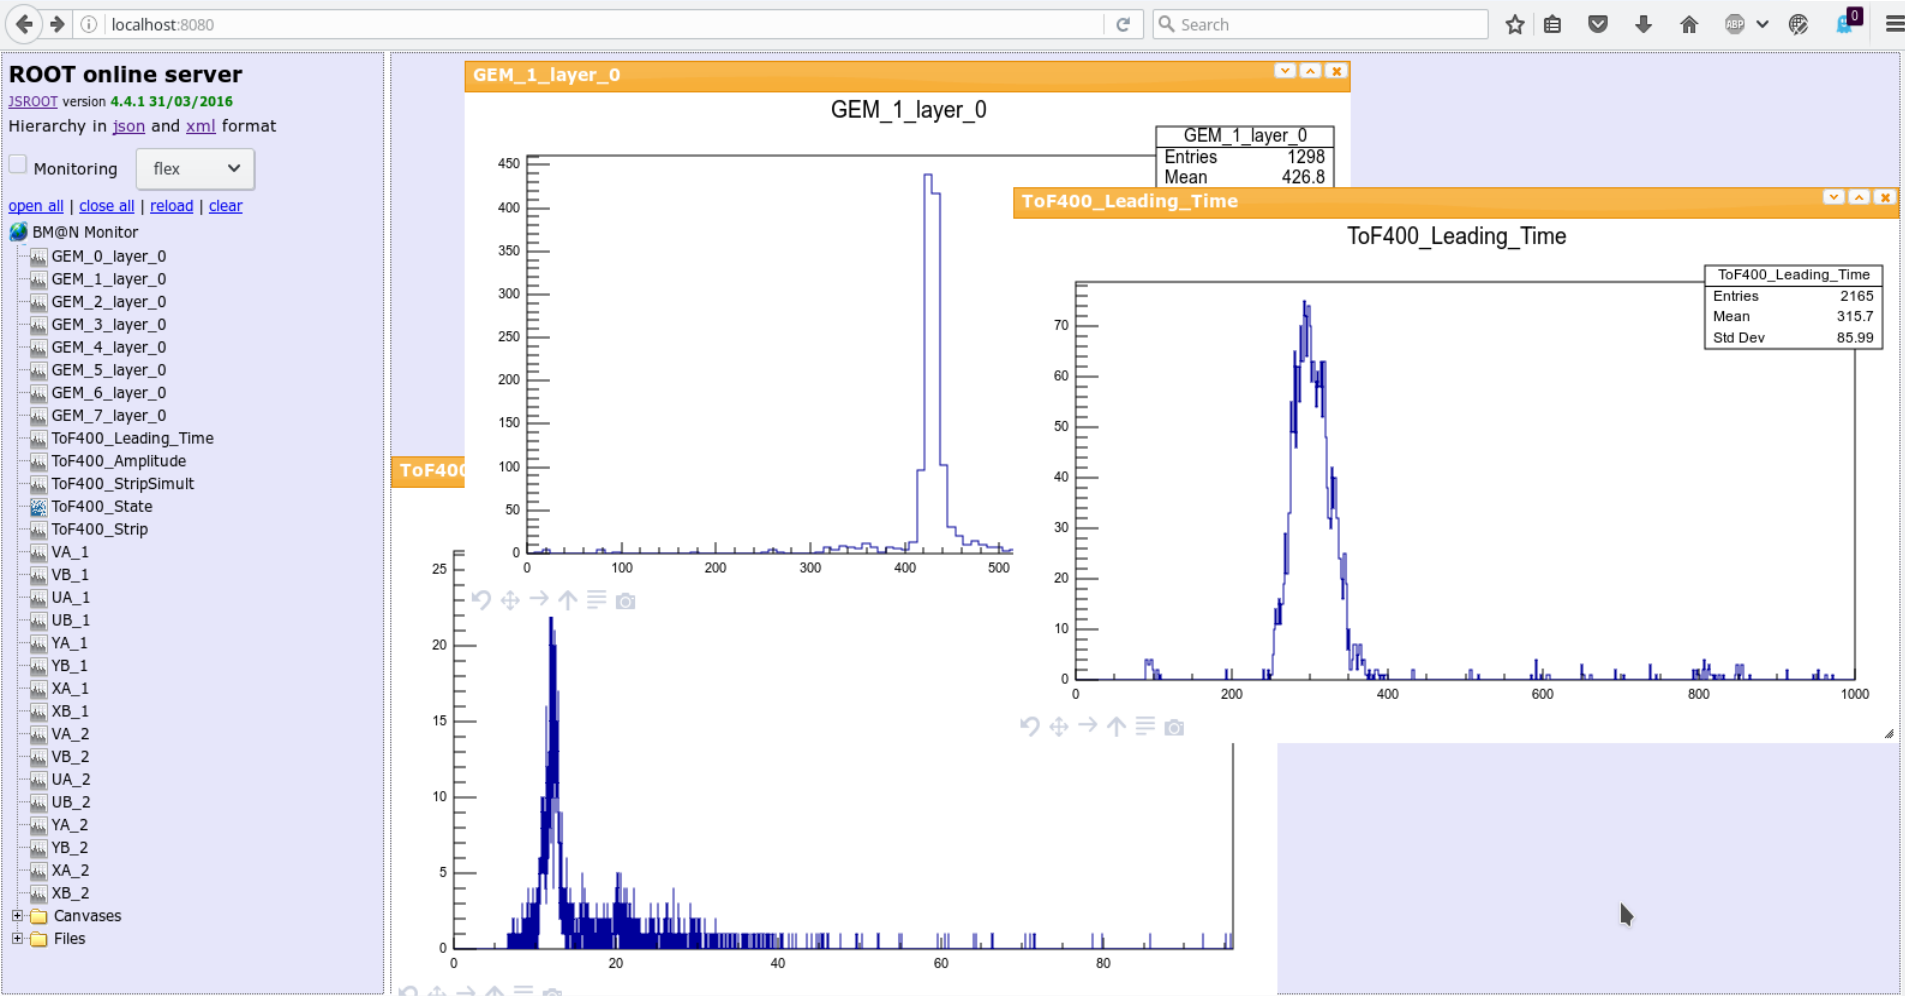 localhost:8080
Search
ABP
0
ROOT online server
JSROOT version 4.4.1 31/03/2016
Hierarchy in json and xml format
Monitoring
flex
open all | close all | reload | clear
BM@N Monitor
GEM_0_layer_0
GEM_1_layer_0
GEM_2_layer_0
GEM_3_layer_0
GEM_4_layer_0
GEM_5_layer_0
GEM_6_layer_0
GEM_7_layer_0
ToF400_Leading_Time
ToF400_Amplitude
ToF400_StripSimult
ToF400_State
ToF400_Strip
VA_1
VB_1
UA_1
UB_1
YA_1
YB_1
XA_1
XB_1
VA_2
VB_2
UA_2
UB_2
YA_2
YB_2
XA_2
XB_2
Canvases
Files
GEM_1_layer_0
GEM_1_layer_0
GEM_1_layer_0
Entries 1298
Mean 426.8
450
400
350
300
250
200
150
100
50
0
0 100 200 300 400 500
ToF400_Leading_Time
ToF400_Leading_Time
ToF400_Leading_Time
Entries 2165
Mean 315.7
Std Dev 85.99
70
60
50
40
30
20
10
0
0 200 400 600 800 1000
ToF400
25
20
15
10
5
0
0 20 40 60 80